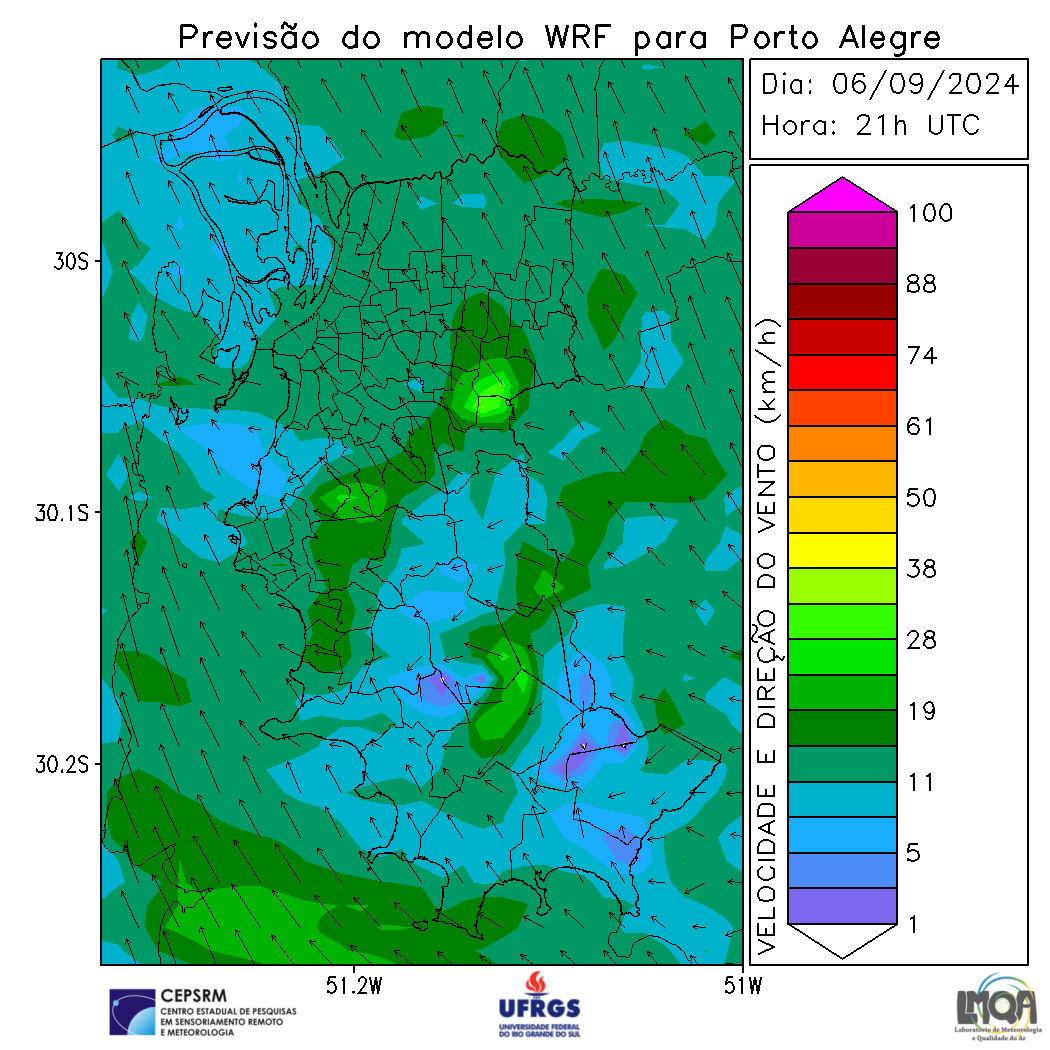 Previsão do modelo WRF para Porto Alegre
Dia: 06/09/2024
Hora: 21h UTC
30S
30.1S
30.2S
51.2W
51W
VELOCIDADE E DIREÇÃO DO VENTO (km/h)
100
88
74
61
50
38
28
19
11
5
1
CEPSRM
CENTRO ESTADUAL DE PESQUISAS
EM SENSORIAMENTO REMOTO
E METEOROLOGIA
UFRGS
UNIVERSIDADE FEDERAL
DO RIO GRANDE DO SUL
LMQA
Laboratório de Meteorologia
e Qualidade do Ar